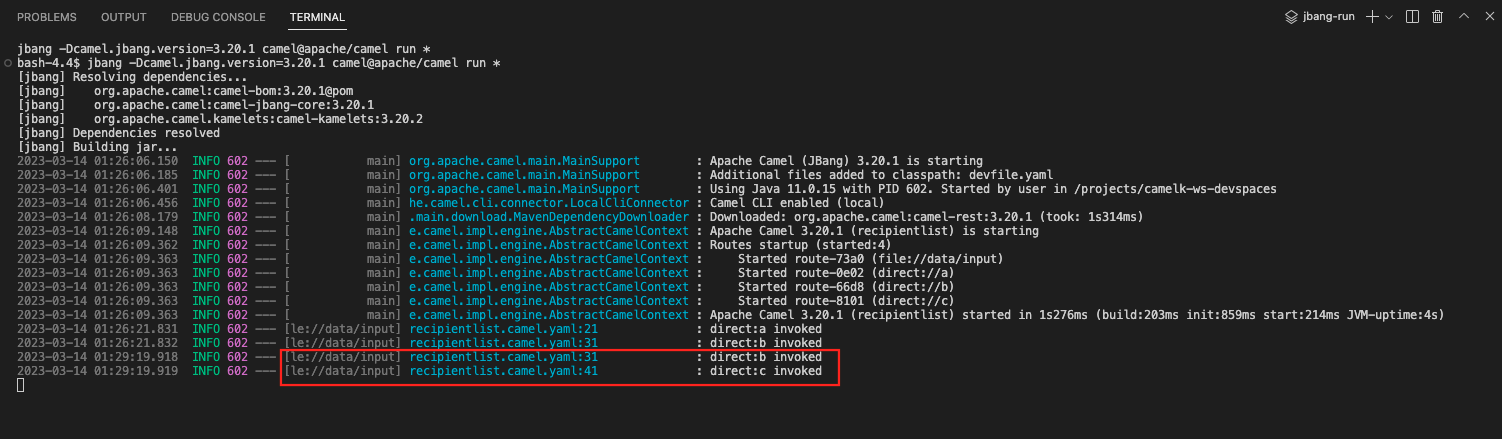 PROBLEMS OUTPUT DEBUG CONSOLE TERMINAL jbang-run
jbang -Dcamel.jbang.version=3.20.1 camel@apache/camel run *
bash-4.4$ jbang -Dcamel.jbang.version=3.20.1 camel@apache/camel run *
[jbang] Resolving dependencies...
[jbang]    org.apache.camel:camel-bom:3.20.1@pom
[jbang]    org.apache.camel:camel-jbang-core:3.20.1
[jbang]    org.apache.camel.kamelets:camel-kamelets:3.20.2
[jbang] Dependencies resolved
[jbang] Building jar...
2023-03-14 01:26:06.150  INFO 602 --- [           main] org.apache.camel.main.MainSupport        : Apache Camel (JBang) 3.20.1 is starting
2023-03-14 01:26:06.185  INFO 602 --- [           main] org.apache.camel.main.MainSupport        : Additional files added to classpath: devfile.yaml
2023-03-14 01:26:06.401  INFO 602 --- [           main] org.apache.camel.main.MainSupport        : Using Java 11.0.15 with PID 602. Started by user in /projects/camelk-ws-devspaces
2023-03-14 01:26:06.456  INFO 602 --- [           main] he.camel.cli.connector.LocalCliConnector : Camel CLI enabled (local)
2023-03-14 01:26:08.179  INFO 602 --- [           main] .main.download.MavenDependencyDownloader : Downloaded: org.apache.camel:camel-rest:3.20.1 (took: 1s314ms)
2023-03-14 01:26:09.148  INFO 602 --- [           main] e.camel.impl.engine.AbstractCamelContext : Apache Camel 3.20.1 (recipientlist) is starting
2023-03-14 01:26:09.362  INFO 602 --- [           main] e.camel.impl.engine.AbstractCamelContext : Routes startup (started:4)
2023-03-14 01:26:09.363  INFO 602 --- [           main] e.camel.impl.engine.AbstractCamelContext :     Started route-73a0 (file://data/input)
2023-03-14 01:26:09.363  INFO 602 --- [           main] e.camel.impl.engine.AbstractCamelContext :     Started route-0e02 (direct://a)
2023-03-14 01:26:09.363  INFO 602 --- [           main] e.camel.impl.engine.AbstractCamelContext :     Started route-66d8 (direct://b)
2023-03-14 01:26:09.363  INFO 602 --- [           main] e.camel.impl.engine.AbstractCamelContext :     Started route-8101 (direct://c)
2023-03-14 01:26:09.363  INFO 602 --- [           main] e.camel.impl.engine.AbstractCamelContext : Apache Camel 3.20.1 (recipientlist) started in 1s276ms (build:203ms init:859ms start:214ms JVM-uptime:4s)
2023-03-14 01:26:21.831  INFO 602 --- [le://data/input] recipientlist.camel.yaml:21              : direct:a invoked
2023-03-14 01:26:21.832  INFO 602 --- [le://data/input] recipientlist.camel.yaml:31              : direct:b invoked
2023-03-14 01:29:19.918  INFO 602 --- [le://data/input] recipientlist.camel.yaml:31              : direct:b invoked
2023-03-14 01:29:19.919  INFO 602 --- [le://data/input] recipientlist.camel.yaml:41              : direct:c invoked